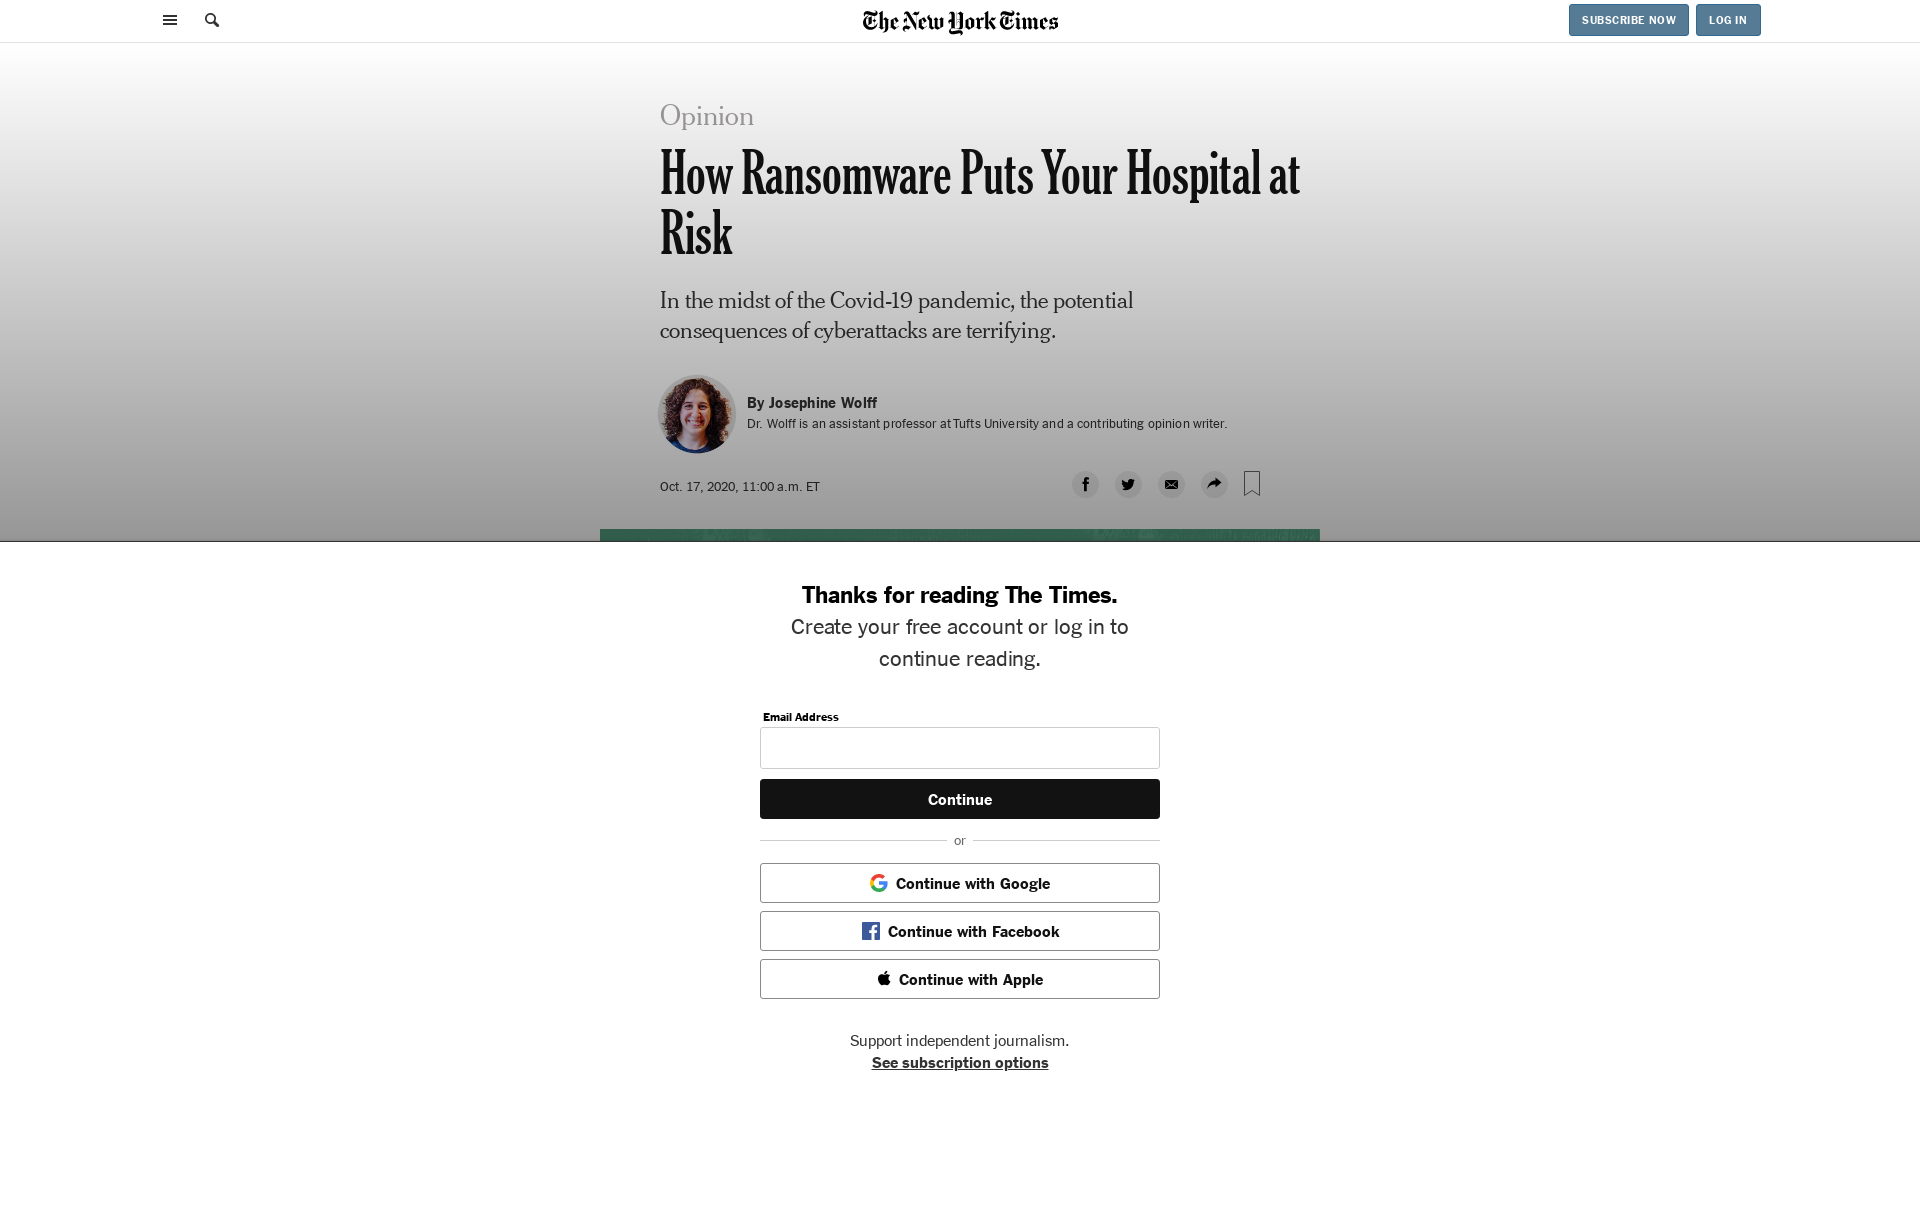 The New York Times
SUBSCRIBE NOW
LOG IN
Opinion
How Ransomware Puts Your Hospital at
Risk
In the midst of the Covid-19 pandemic, the potential
consequences of cyberattacks are terrifying.
By Josephine Wolff
Dr. Wolff is an assistant professor at Tufts University and a contributing opinion writer.
Oct. 17, 2020, 11:00 a.m. ET
Thanks for reading The Times.
Create your free account or log in to
continue reading.
Email Address
Continue
or
Continue with Google
Continue with Facebook
Continue with Apple
Support independent journalism.
See subscription options